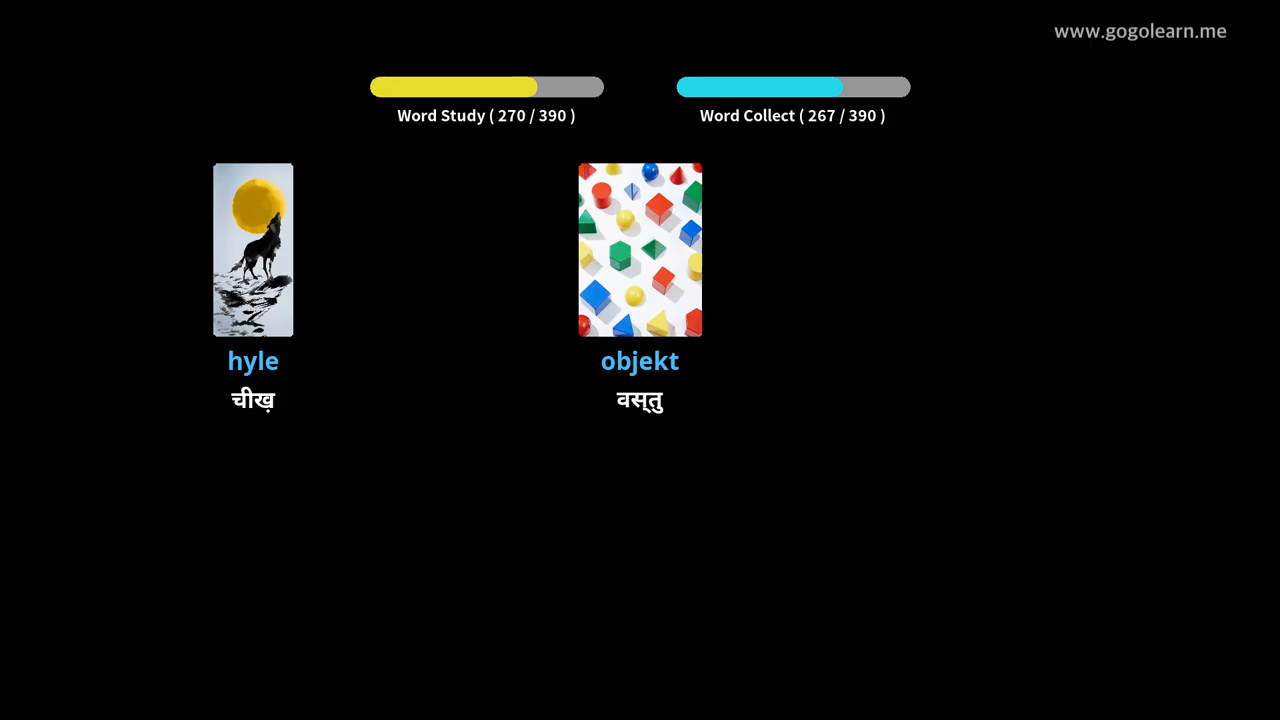 www.gogolearn.me
Word Study ( 270 / 390 )
Word Collect ( 267 / 390 )
hyle
चीख़
objekt
वस्तु